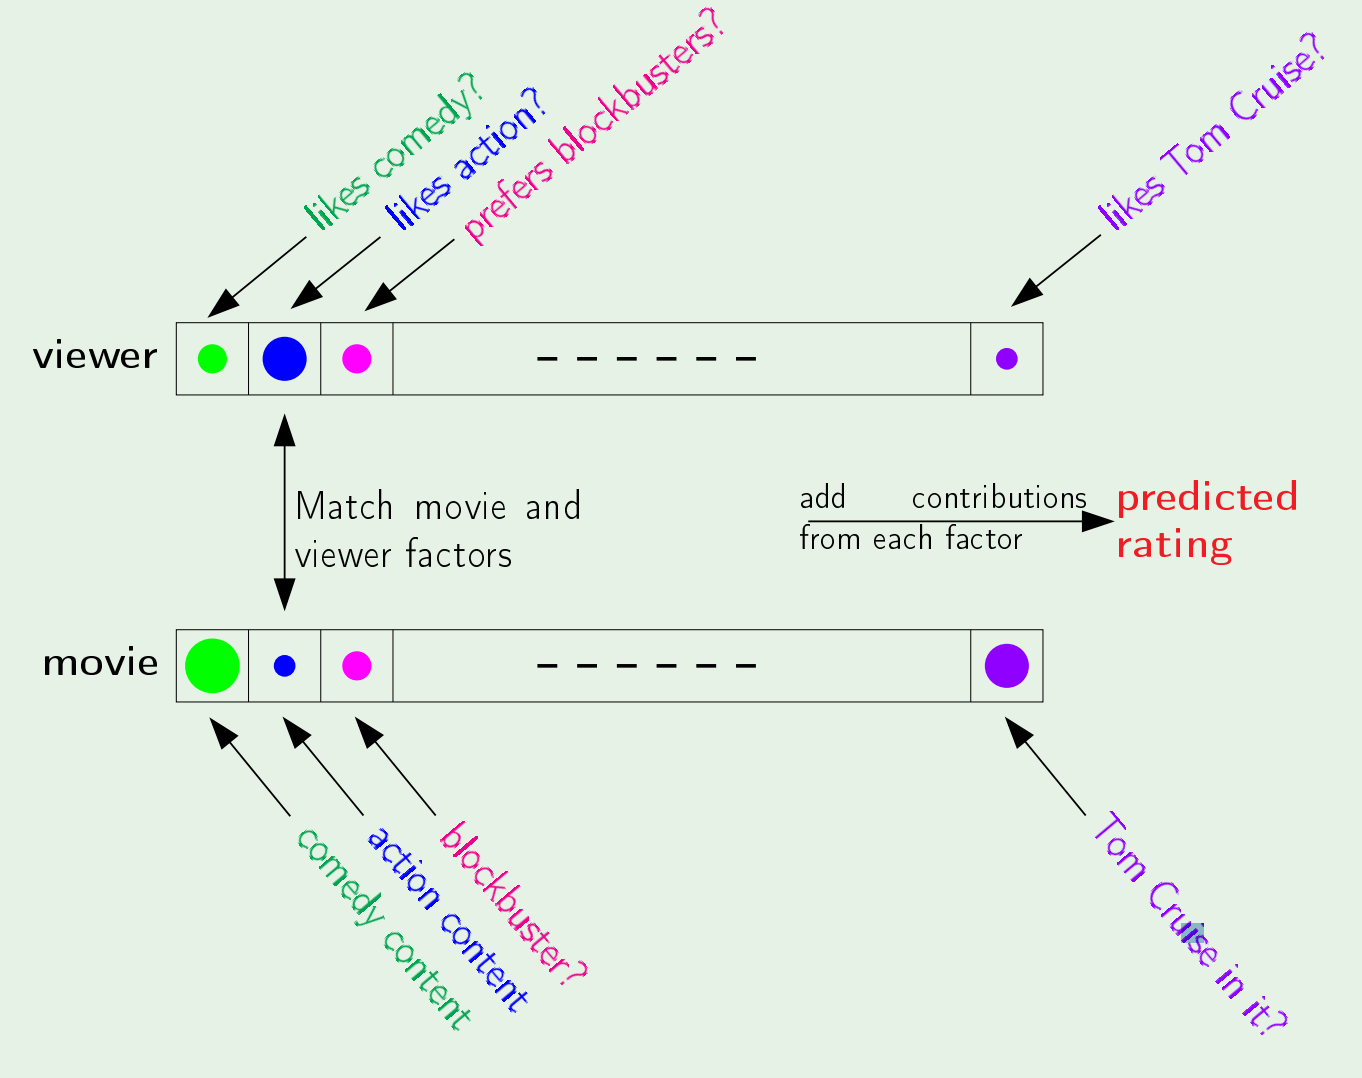 likes comedy?
likes action?
prefers blockbusters?
likes Tom Cruise?
viewer
Match movie and
viewer factors
add contributions
from each factor
predicted
rating
movie
comedy content
action content
blockbuster?
Tom Cruise in it?